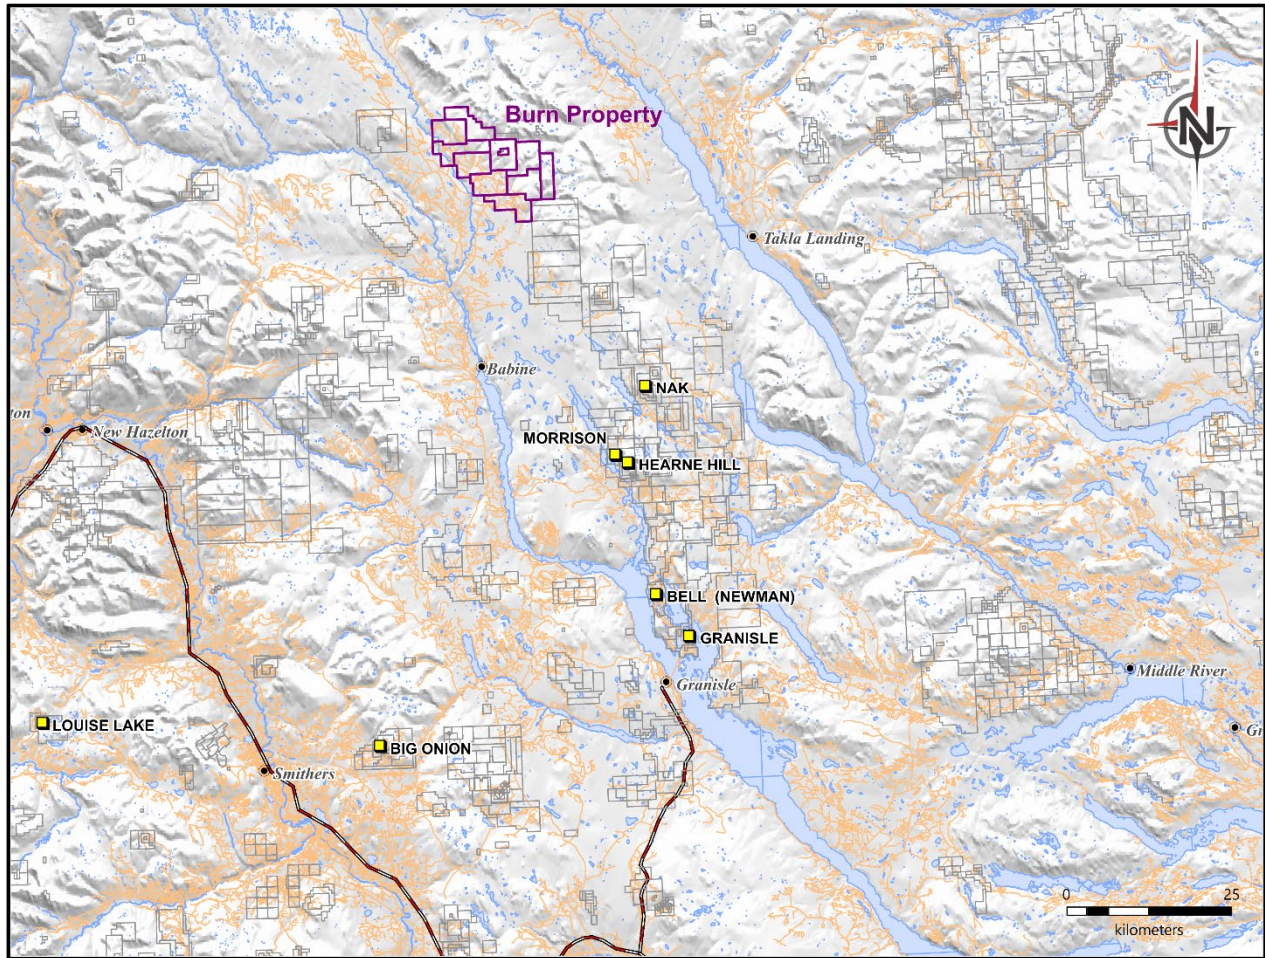 Burn Property
N
Takla Landing
Babine
NAK
ton
New Hazelton
MORRISON
HEARNE HILL
BELL (NEWMAN)
GRANISLE
Middle River
Granisle
LOUISE LAKE
Gr
BIG ONION
Smithers
0 25
kilometers